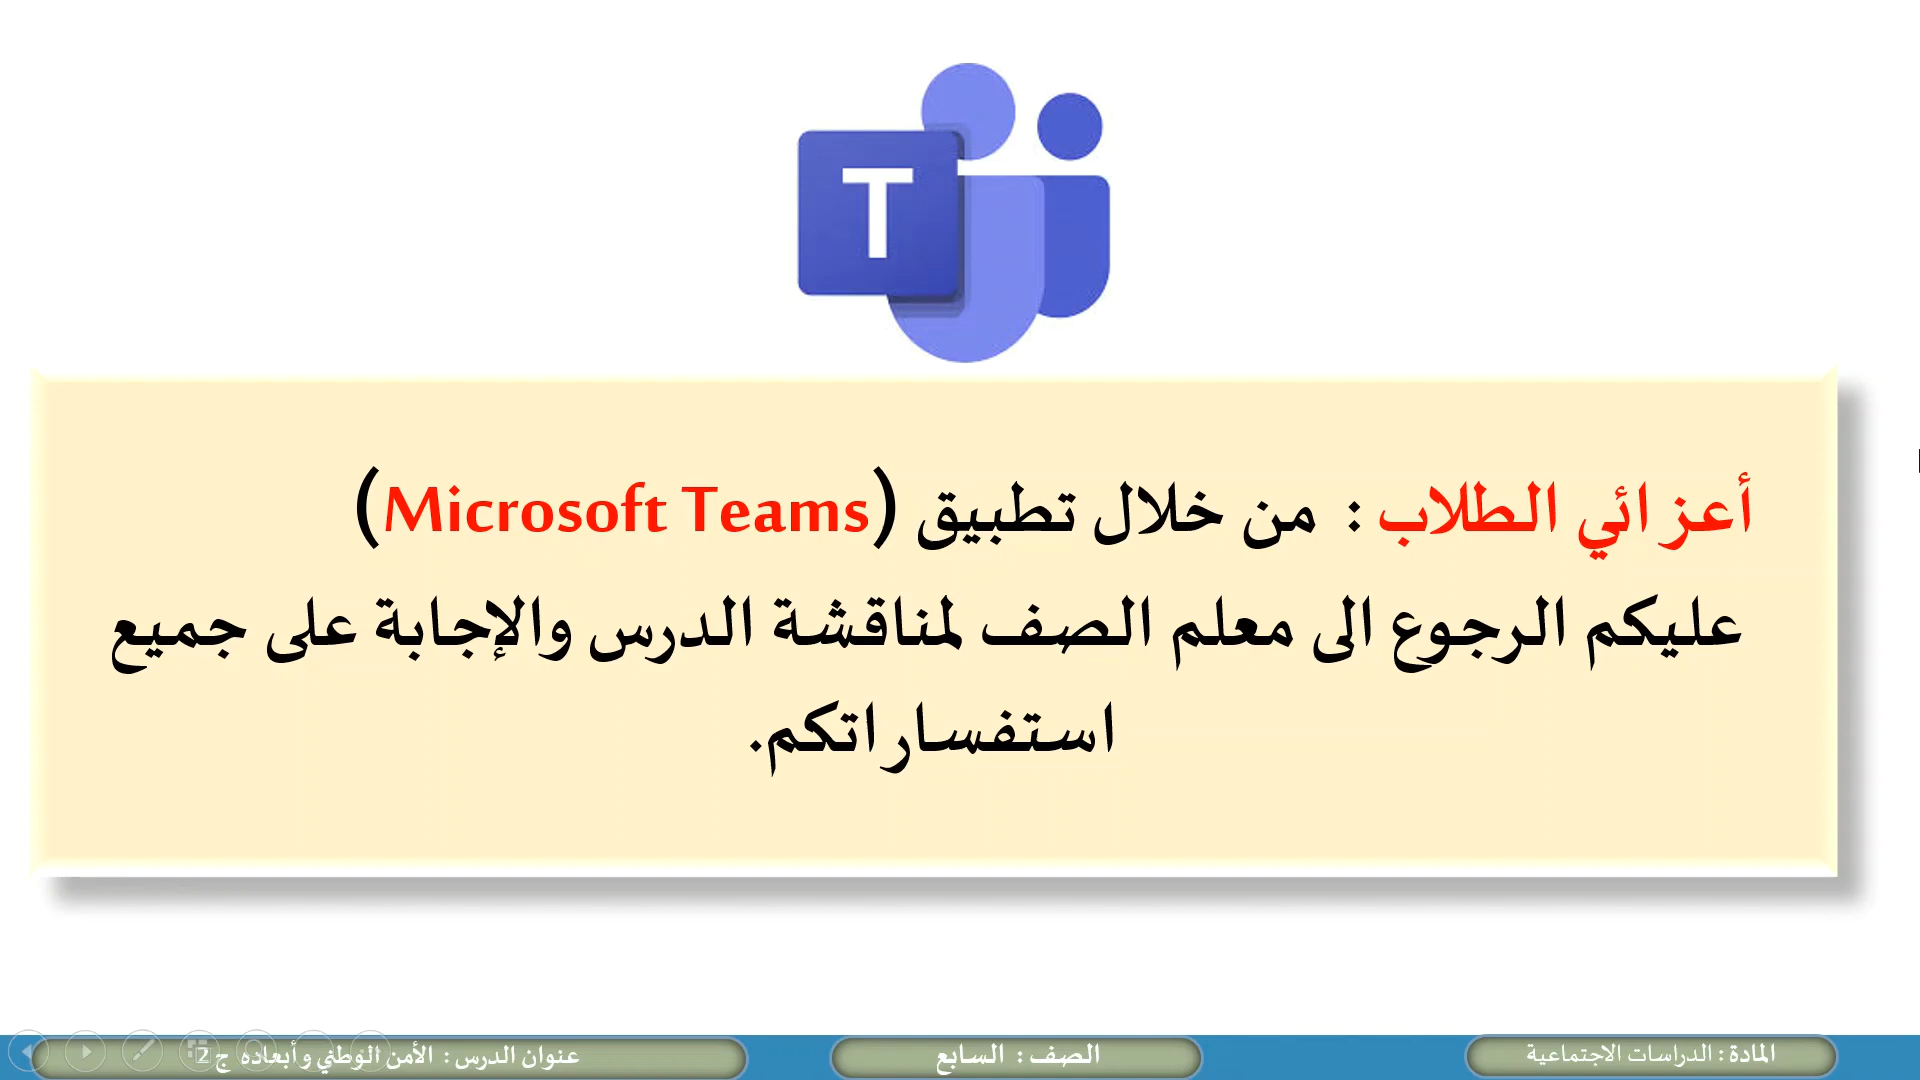 T
أعزائي الطلاب : من خلال تطبيق (Microsoft Teams)
عليكم الرجوع الى معلم الصف لمناقشة الدرس والإجابة على جميع
استفساراتكم.
المادة : الدراسات الاجتماعية
الصف : السابع
عنوان الدرس : الأمن الوطني وأبعاده ج 2